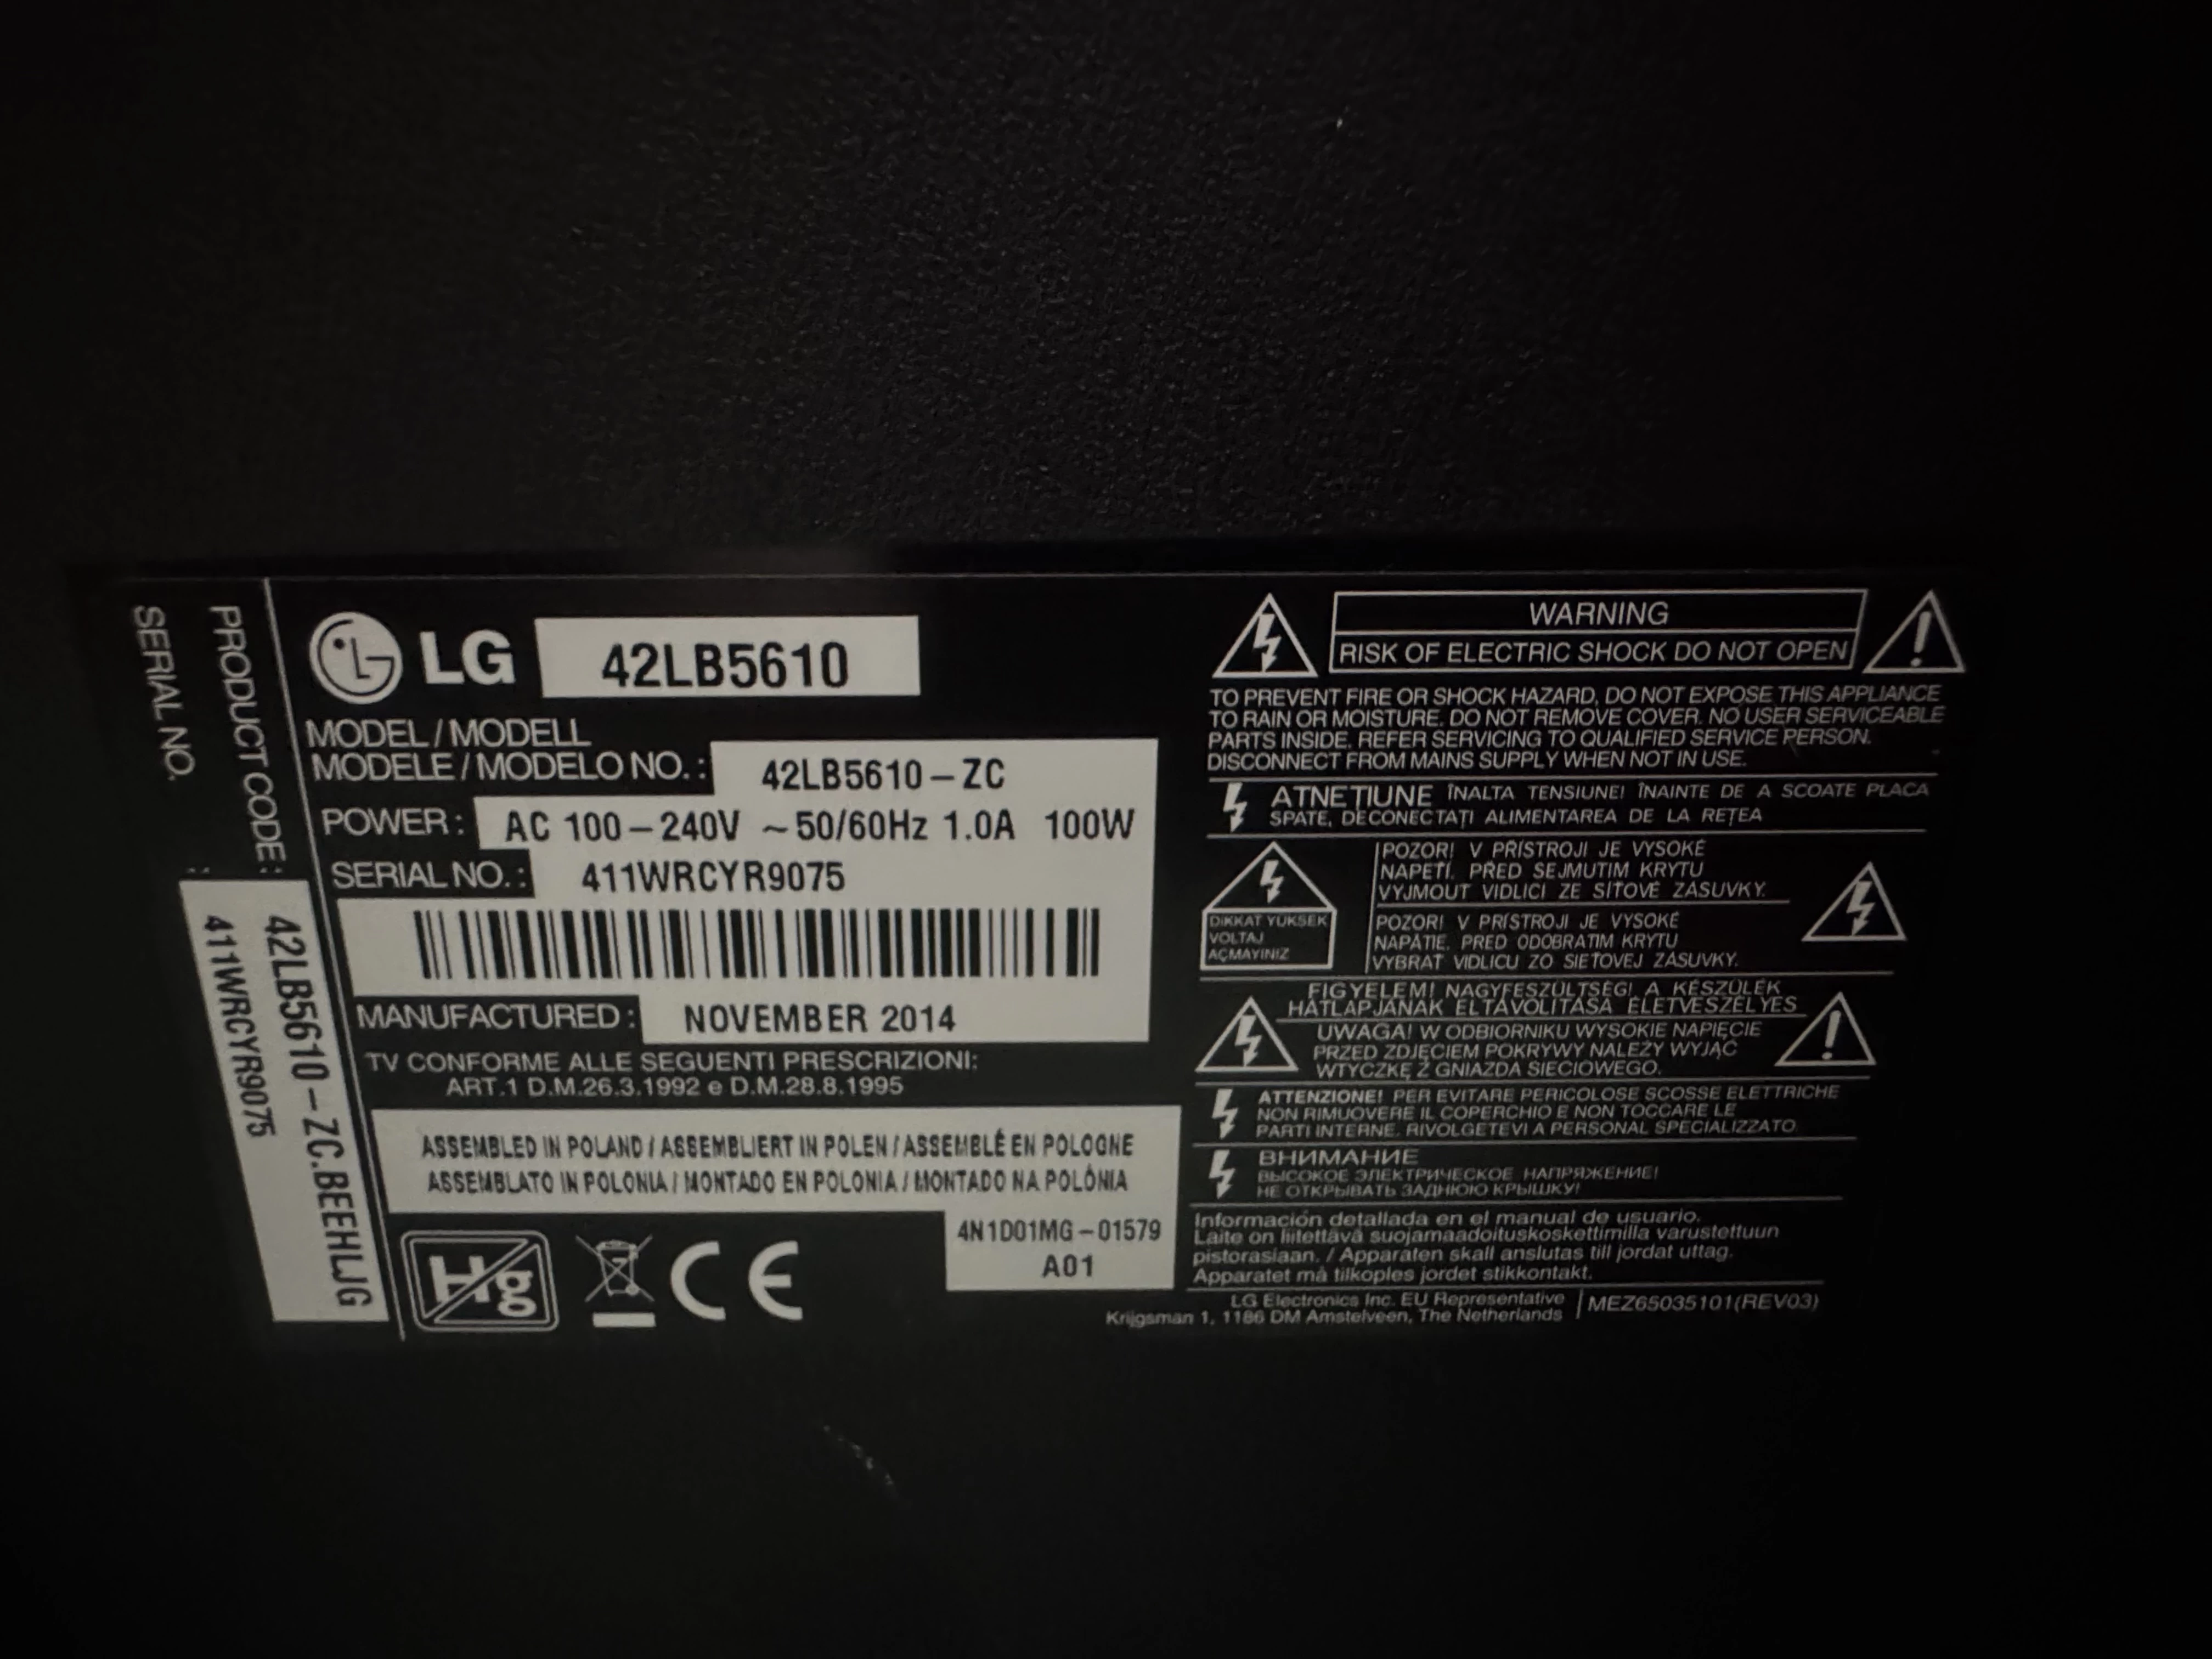 SERIAL NO. : 411WRCYR9075
PRODUCT CODE : 42LB5610-ZC.BEEHLJG
LG 42LB5610
MODEL / MODELL
MODELE / MODELO NO. : 42LB5610-ZC
POWER : AC 100-240V ~50/60Hz 1.0A 100W
SERIAL NO. : 411WRCYR9075
MANUFACTURED : NOVEMBER 2014
TV CONFORME ALLE SEGUENTI PRESCRIZIONI:
ART.1 D.M.26.3.1992 e D.M.28.8.1995
ASSEMBLED IN POLAND / ASSEMBLIERT IN POLEN / ASSEMBLÉ EN POLOGNE
ASSEMBLATO IN POLONIA / MONTADO EN POLONIA / MONTADO NA POLÓNIA
Hg
CE
4N1D01MG-01579
A01
WARNING
RISK OF ELECTRIC SHOCK DO NOT OPEN
TO PREVENT FIRE OR SHOCK HAZARD, DO NOT EXPOSE THIS APPLIANCE
TO RAIN OR MOISTURE. DO NOT REMOVE COVER. NO USER SERVICEABLE
PARTS INSIDE. REFER SERVICING TO QUALIFIED SERVICE PERSON.
DISCONNECT FROM MAINS SUPPLY WHEN NOT IN USE.
ATNEȚIUNE ÎNALTA TENSIUNE! ÎNAINTE DE A SCOATE PLACA
SPATE, DECONECTAȚI ALIMENTAREA DE LA REȚEA
DİKKAT YÜKSEK
VOLTAJ
AÇMAYINIZ
POZOR! V PŘÍSTROJI JE VYSOKÉ
NAPĚTÍ. PŘED SEJMUTIM KRYTU
VYJMOUT VIDLICI ZE SÍŤOVÉ ZÁSUVKY.
POZOR! V PRÍSTROJI JE VYSOKÉ
NAPÄTIE. PRED ODOBRATIM KRYTU
VYBRAŤ VIDLICU ZO SIEŤOVEJ ZÁSUVKY.
FIGYELEM! NAGYFESZÜLTSÉG! A KÉSZÜLÉK
HÁTLAPJÁNAK ELTÁVOLÍTÁSA ÉLETVESZÉLYES
UWAGA! W ODBIORNIKU WYSOKIE NAPIĘCIE
PRZED ZDJĘCIEM POKRYWY NALEŻY WYJĄĆ
WTYCZKĘ Z GNIAZDA SIECIOWEGO.
ATTENZIONE! PER EVITARE PERICOLOSE SCOSSE ELETTRICHE
NON RIMUOVERE IL COPERCHIO E NON TOCCARE LE
PARTI INTERNE. RIVOLGETEVI A PERSONAL SPECIALIZZATO
ВНИМАНИЕ
ВЫСОКОЕ ЭЛЕКТРИЧЕСКОЕ НАПРЯЖЕНИЕ!
НЕ ОТКРЫВАТЬ ЗАДНЮЮ КРЫШКУ!
Información detallada en el manual de usuario.
Laite on liitettävä suojamaadoituskoskettimilla varustettuun
pistorasiaan. / Apparaten skall anslutas till jordat uttag.
Apparatet må tilkoples jordet stikkontakt.
LG Electronics Inc. EU Representative
Krijgsman 1, 1186 DM Amstelveen, The Netherlands
MEZ65035101(REV03)